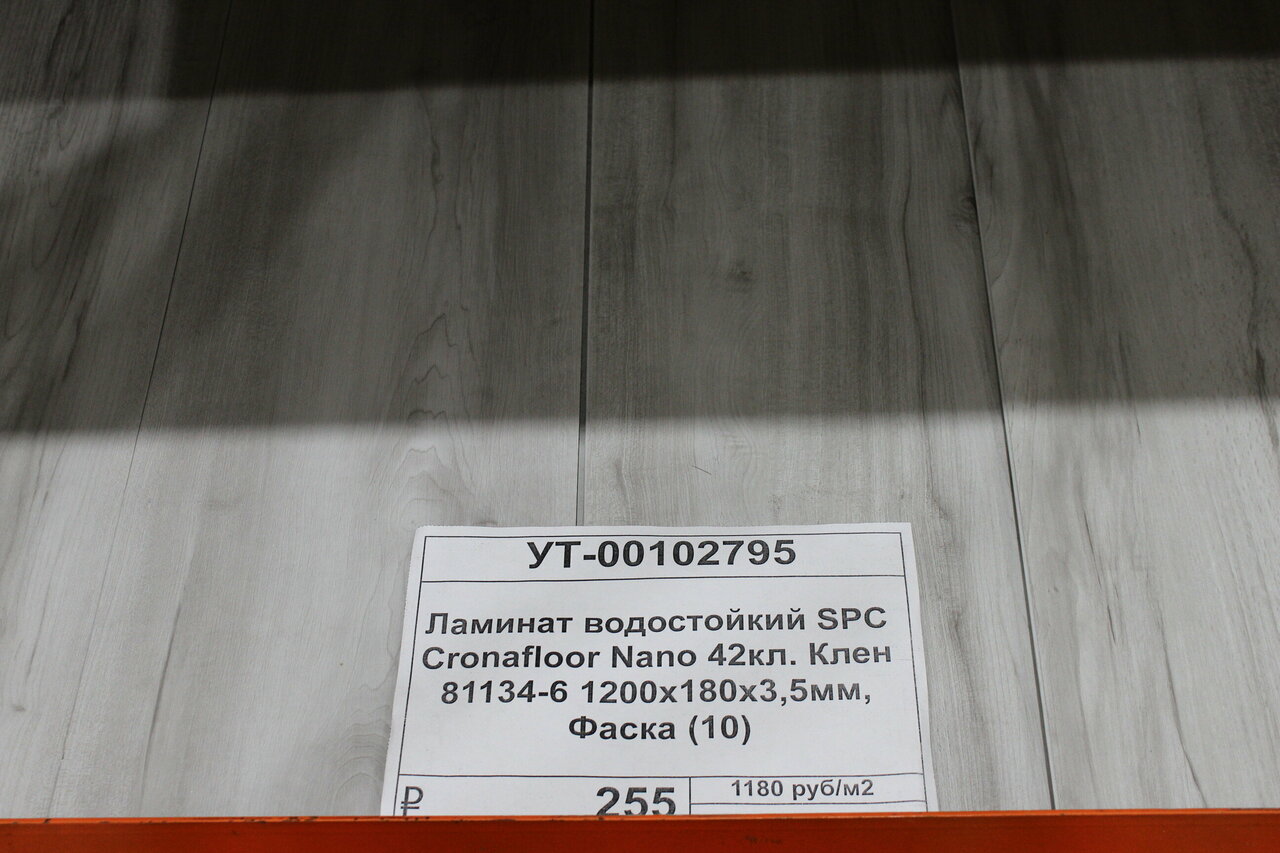 УТ-00102795
Ламинат водостойкий SPC
Cronafloor Nano 42кл. Клен
81134-6 1200x180x3,5мм,
Фаска (10)
₽ 255 1180 руб/м2